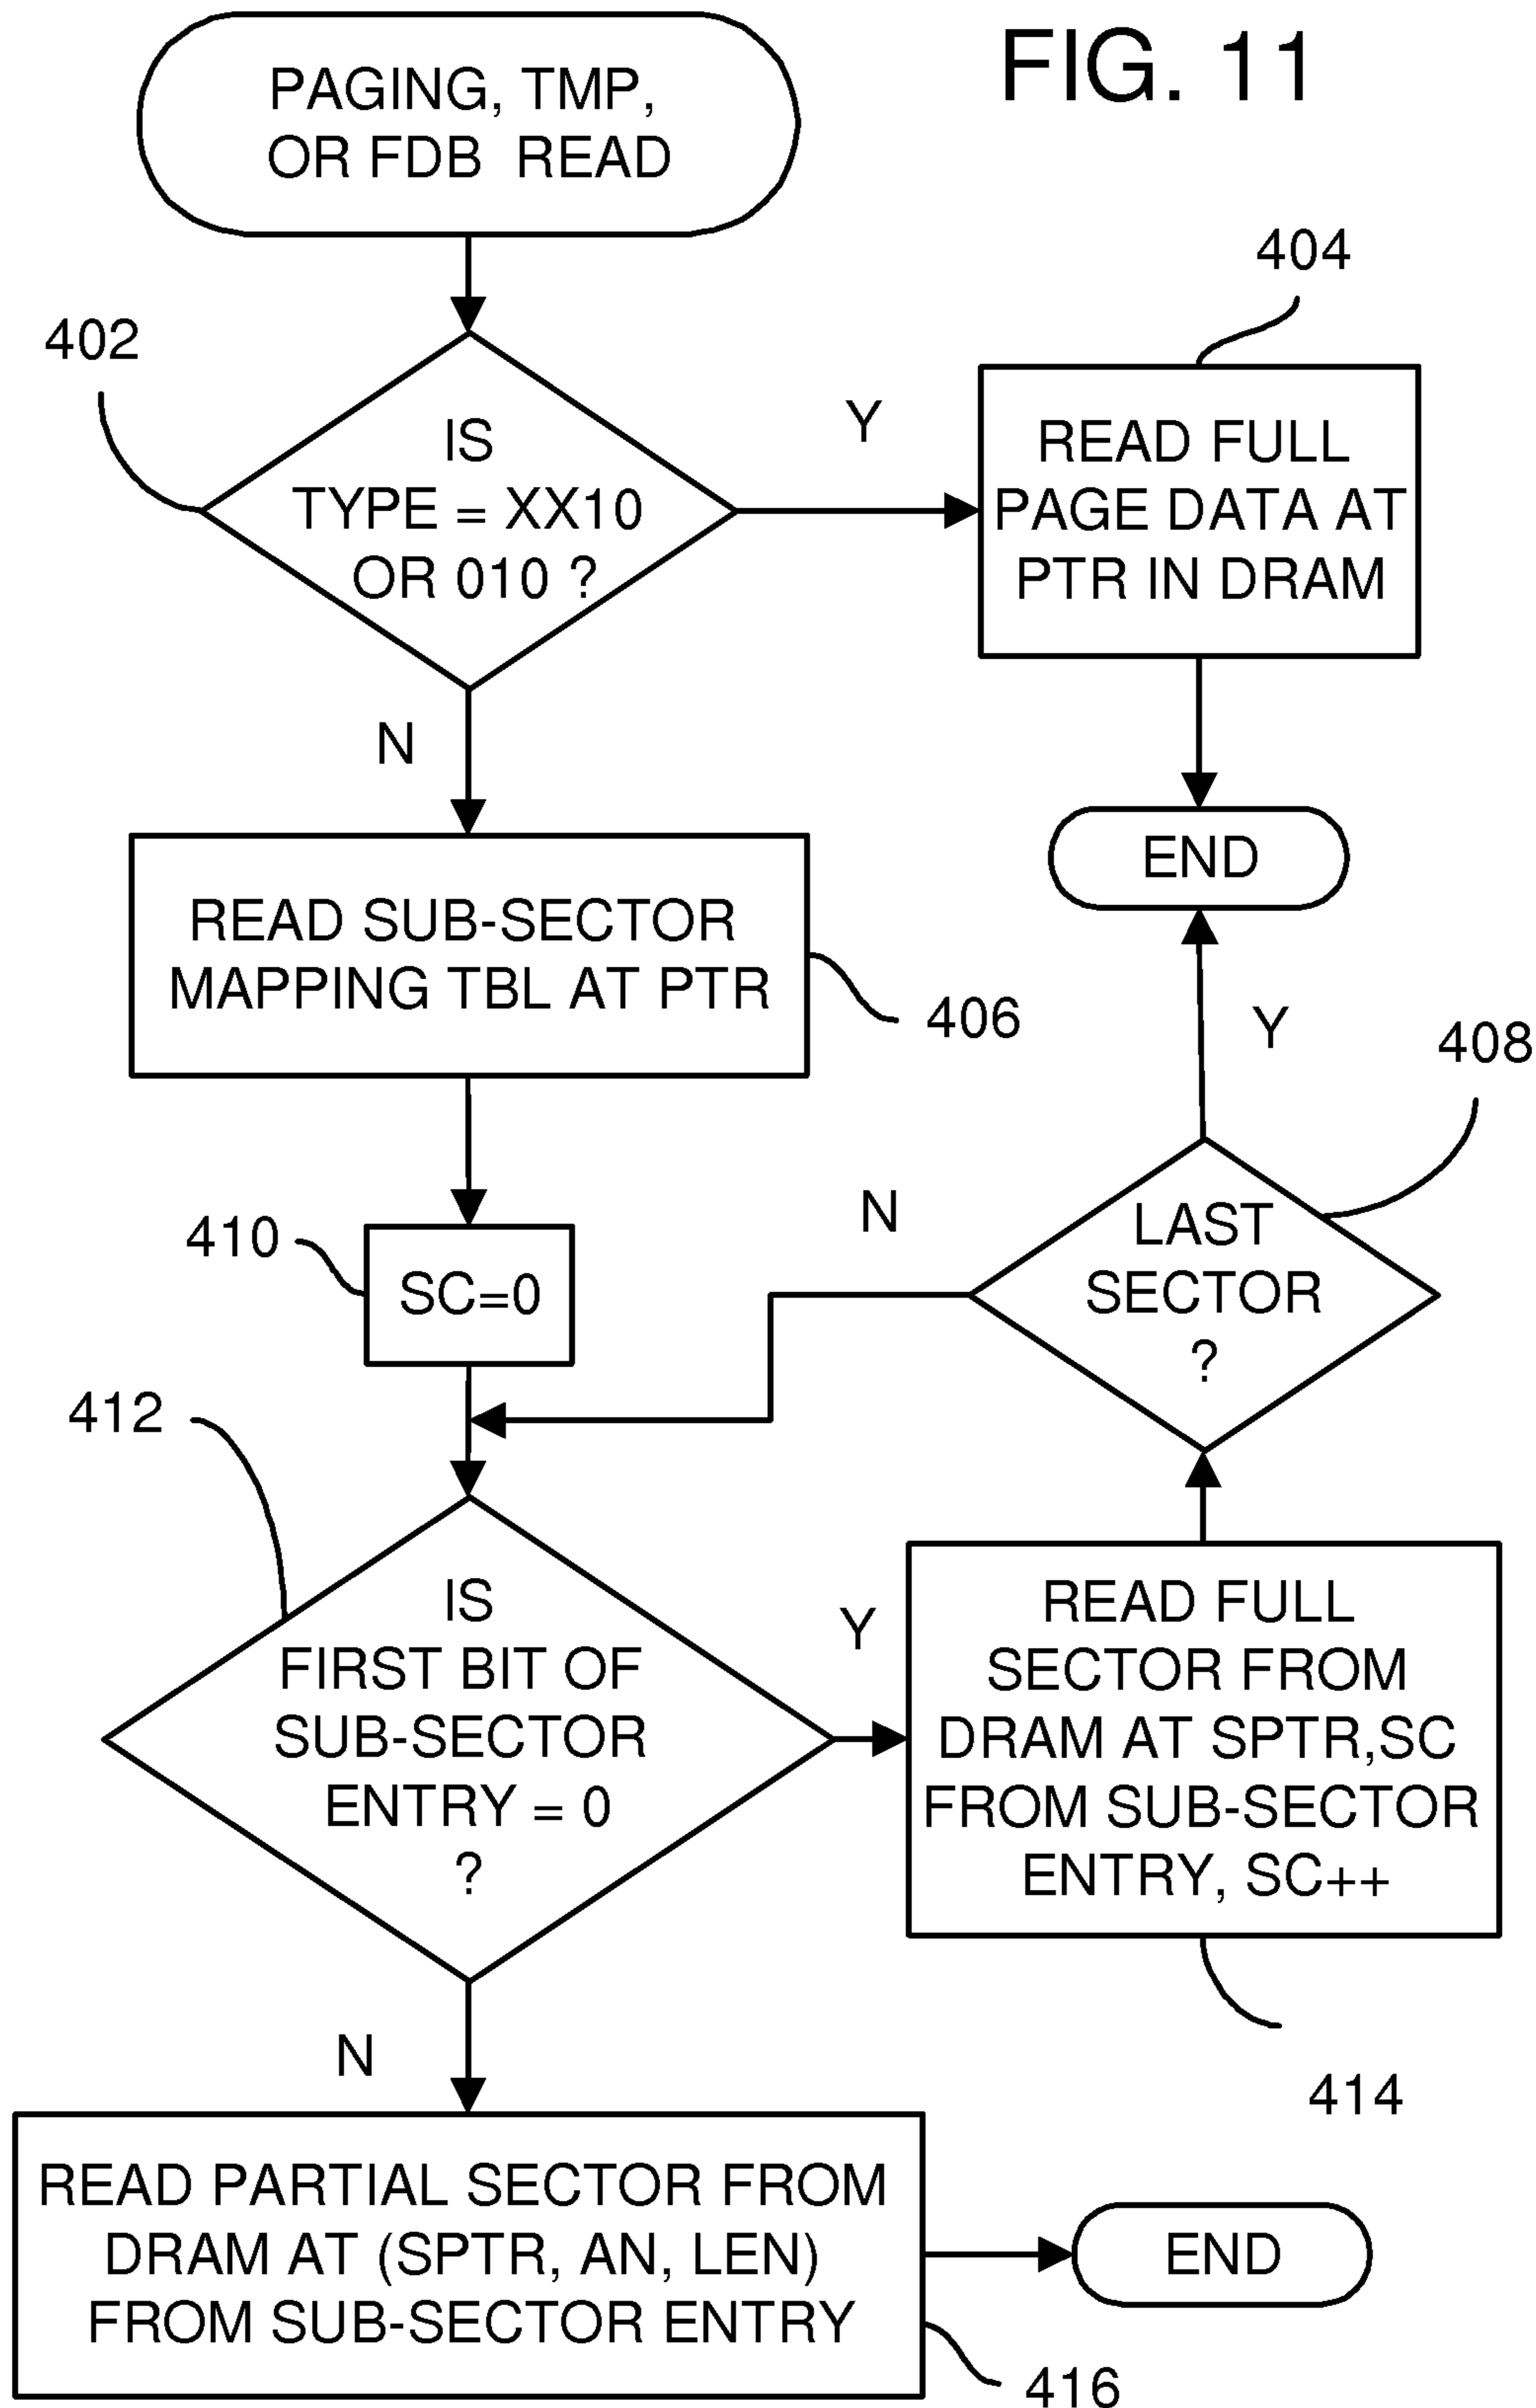 FIG. 11
PAGING, TMP,
OR FDB READ
404
402
IS
TYPE = XX10
OR 010 ?
Y
READ FULL
PAGE DATA AT
PTR IN DRAM
N
END
READ SUB-SECTOR
MAPPING TBL AT PTR
406
Y
408
410
SC=0
N
LAST
SECTOR
?
412
IS
FIRST BIT OF
SUB-SECTOR
ENTRY = 0
?
Y
READ FULL
SECTOR FROM
DRAM AT SPTR,SC
FROM SUB-SECTOR
ENTRY, SC++
N
414
READ PARTIAL SECTOR FROM
DRAM AT (SPTR, AN, LEN)
FROM SUB-SECTOR ENTRY
END
416